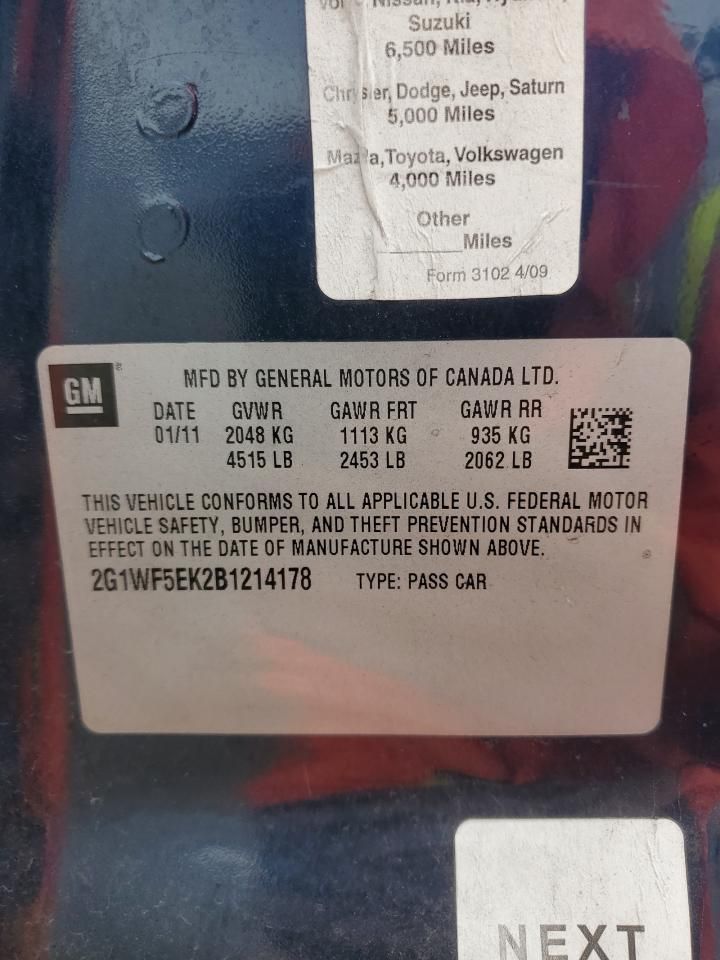 Suzuki
6,500 Miles
Dodge, Jeep, Saturn
5,000 Miles
Toyota, Volkswagen
4,000 Miles
Other
______Miles
Form 3102 4/09
GM
MFD BY GENERAL MOTORS OF CANADA LTD.
DATE GVWR GAWR FRT GAWR RR
01/11 2048 KG 1113 KG 935 KG
4515 LB 2453 LB 2062 LB
THIS VEHICLE CONFORMS TO ALL APPLICABLE U.S. FEDERAL MOTOR
VEHICLE SAFETY, BUMPER, AND THEFT PREVENTION STANDARDS IN
EFFECT ON THE DATE OF MANUFACTURE SHOWN ABOVE.
2G1WF5EK2B1214178 TYPE: PASS CAR
NEXT